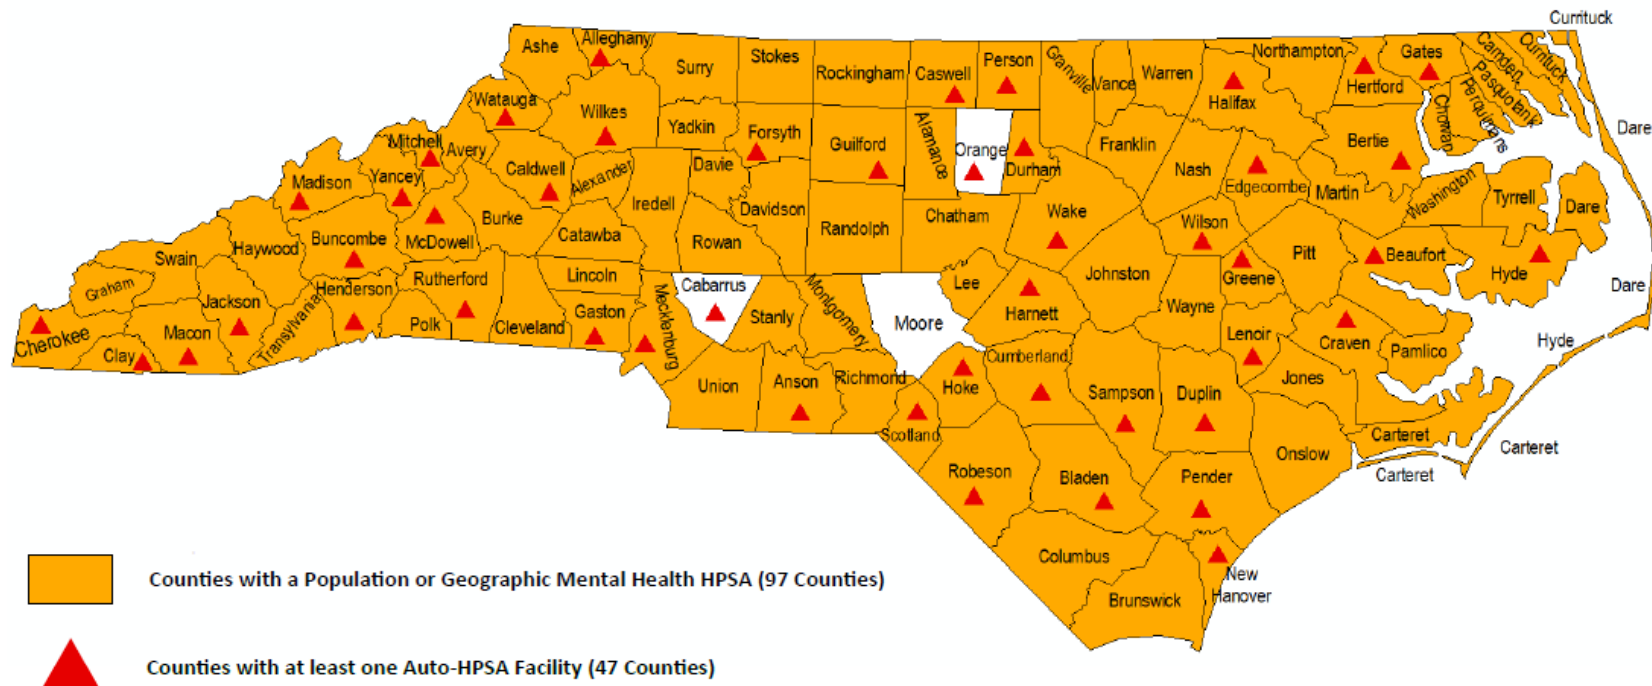 Currituck
Ashe
Alleghany
Surry
Stokes
Rockingham
Caswell
Person
Granville
Vance
Warren
Northampton
Halifax
Hertford
Gates
Camden
Currituck
Pasquotank
Perquimans
Chowan
Dare
Watauga
Wilkes
Yadkin
Forsyth
Guilford
Alamance
Orange
Durham
Franklin
Nash
Edgecombe
Bertie
Martin
Washington
Tyrrell
Dare
Mitchell
Avery
Caldwell
Alexander
Davie
Iredell
Davidson
Randolph
Chatham
Wake
Wilson
Pitt
Beaufort
Hyde
Madison
Yancey
McDowell
Burke
Catawba
Rowan
Johnston
Greene
Dare
Swain
Haywood
Buncombe
Rutherford
Lincoln
Cabarrus
Stanly
Montgomery
Moore
Lee
Harnett
Wayne
Lenoir
Craven
Pamlico
Hyde
Graham
Jackson
Henderson
Transylvania
Polk
Cleveland
Gaston
Mecklenburg
Cherokee
Clay
Macon
Union
Anson
Richmond
Hoke
Cumberland
Sampson
Duplin
Jones
Scotland
Onslow
Carteret
Carteret
Carteret
Robeson
Bladen
Pender
Columbus
Brunswick
New
Hanover
Counties with a Population or Geographic Mental Health HPSA (97 Counties)
Counties with at least one Auto-HPSA Facility (47 Counties)